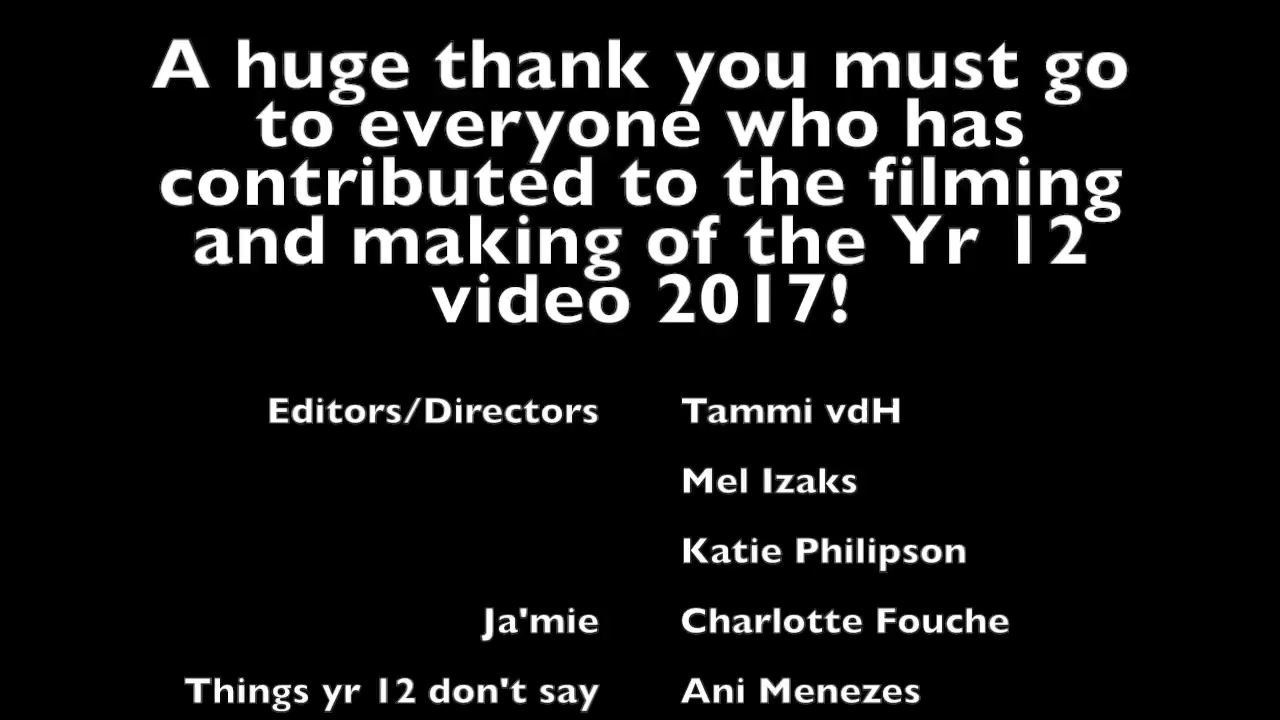 A huge thank you must go
to everyone who has
contributed to the filming
and making of the Yr 12
video 2017!
Editors/Directors Tammi vdH
Mel Izaks
Katie Philipson
Ja'mie Charlotte Fouche
Things yr 12 don't say Ani Menezes